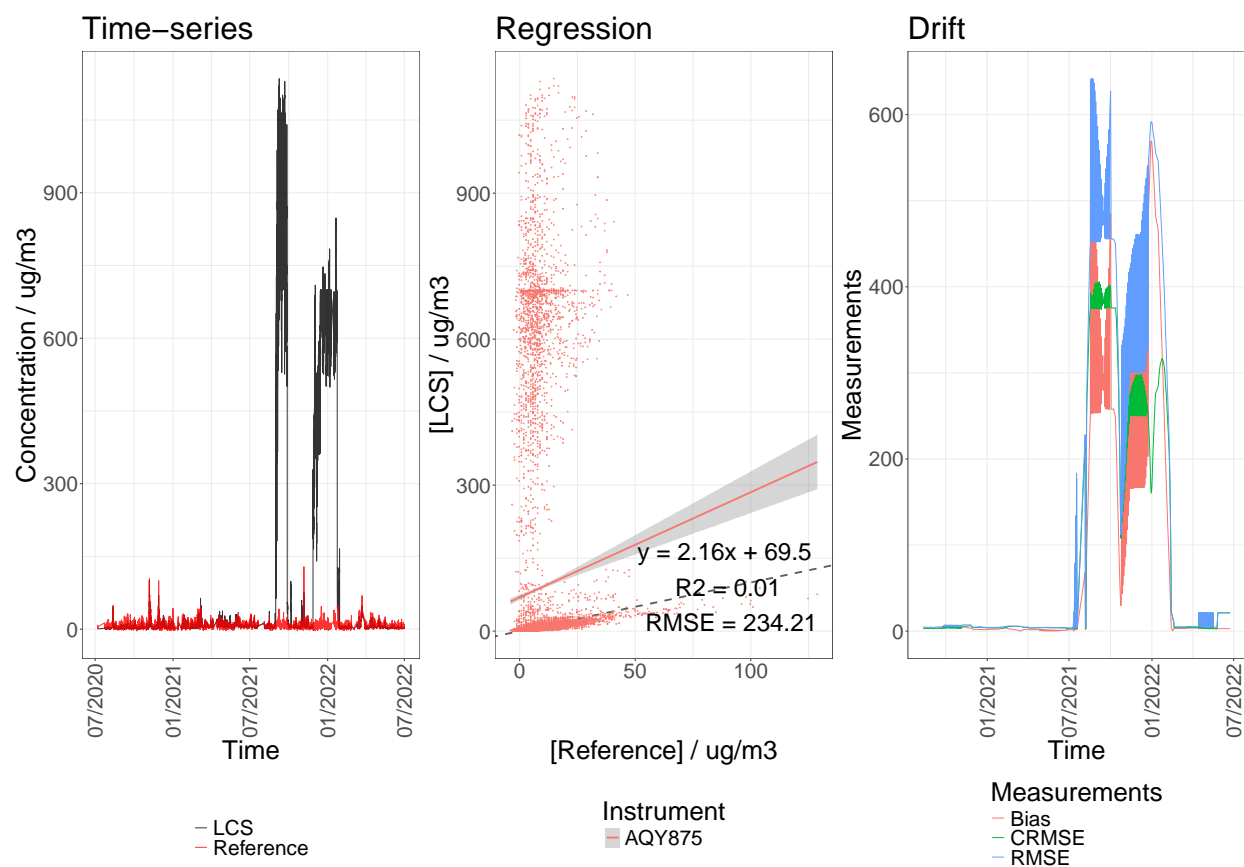 Time−series
Regression
Drift
Concentration / ug/m3
900
600
300
0
07/2020
01/2021
07/2021
01/2022
07/2022
Time
LCS
Reference
[LCS] / ug/m3
900
600
300
0
y = 2.16x + 69.5
R2 = 0.01
RMSE = 234.21
0
50
100
[Reference] / ug/m3
Instrument
AQY875
Measurements
600
400
200
0
01/2021
07/2021
01/2022
07/2022
Time
Measurements
Bias
CRMSE
RMSE